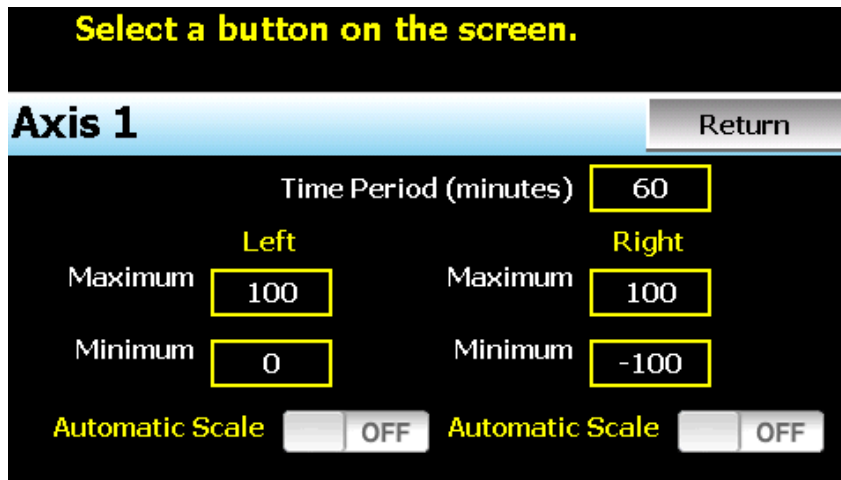 Select a button on the screen.
Axis 1 Return
Time Period (minutes) 60
Left Right
Maximum 100 Maximum 100
Minimum 0 Minimum -100
Automatic Scale OFF Automatic Scale OFF